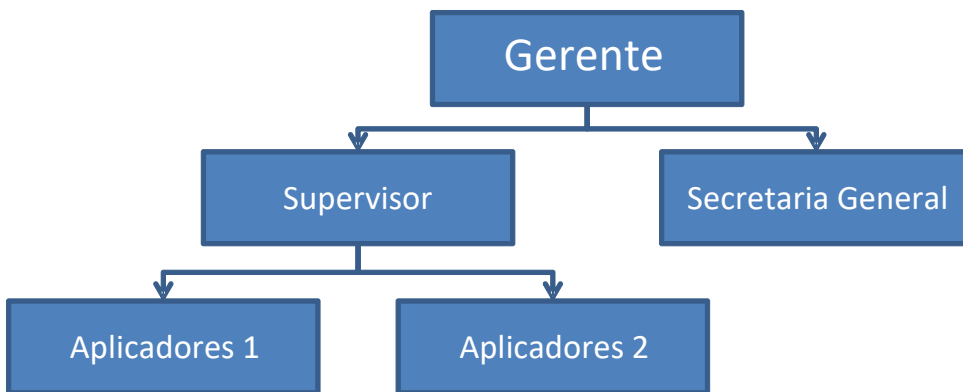 Gerente
Supervisor
Secretaria General
Aplicadores 1
Aplicadores 2